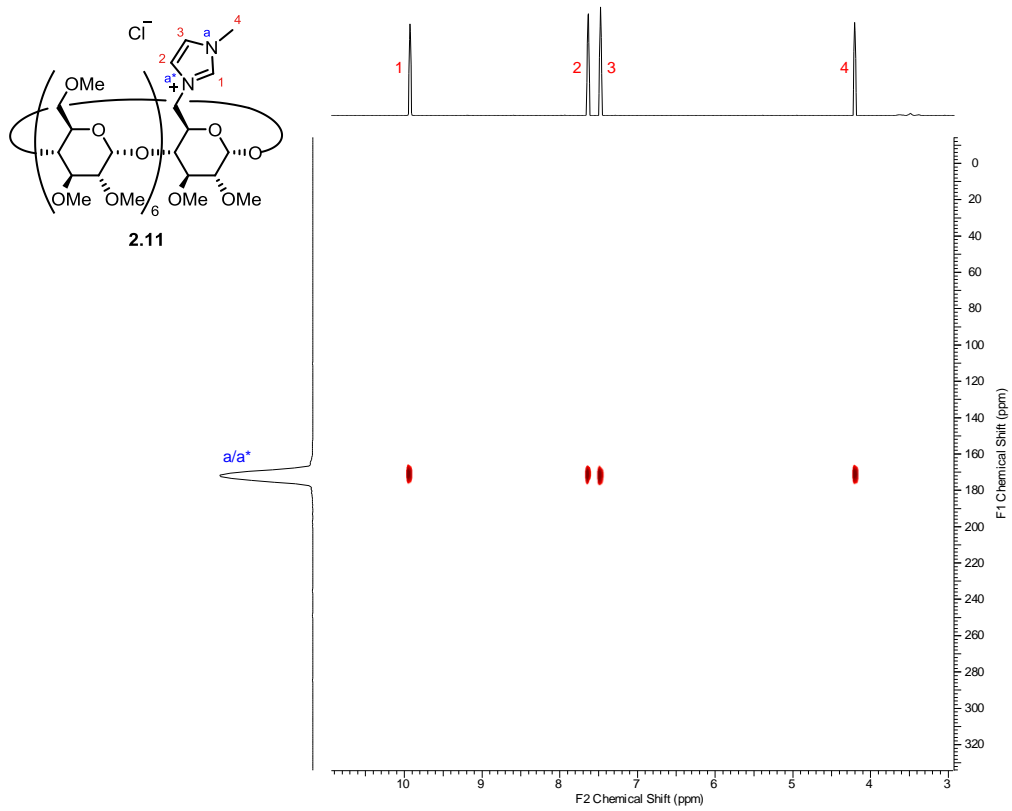 Cl−
4
3
a
N
2
a*
N
+
1
OMe
O
O
O
O
OMe
OMe
6
OMe
OMe
2.11
1
2
3
4
a/a*
0
20
40
60
80
100
120
140
160
180
200
220
240
260
280
300
320
F1 Chemical Shift (ppm)
10
9
8
7
6
5
4
3
F2 Chemical Shift (ppm)